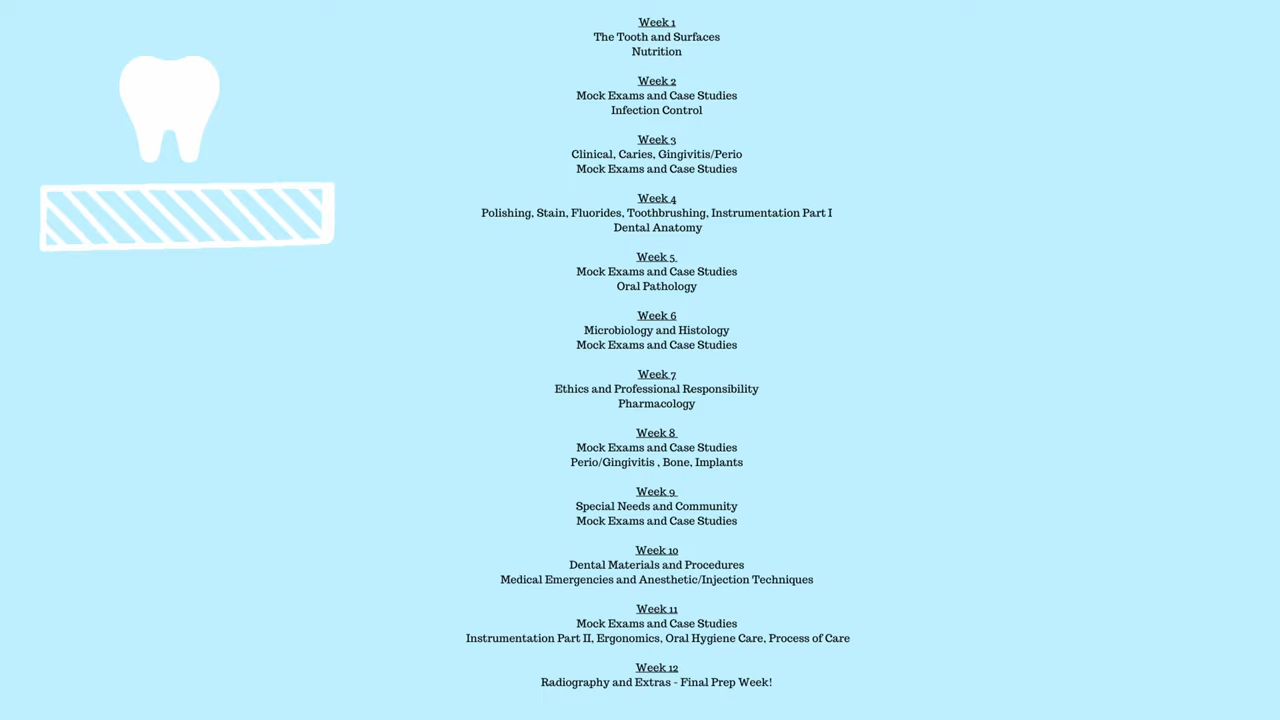 Week 1
The Tooth and Surfaces
Nutrition
Week 2
Mock Exams and Case Studies
Infection Control
Week 3
Clinical, Caries, Gingivitis/Perio
Mock Exams and Case Studies
Week 4
Polishing, Stain, Fluorides, Toothbrushing, Instrumentation Part I
Dental Anatomy
Week 5
Mock Exams and Case Studies
Oral Pathology
Week 6
Microbiology and Histology
Mock Exams and Case Studies
Week 7
Ethics and Professional Responsibility
Pharmacology
Week 8
Mock Exams and Case Studies
Perio/Gingivitis , Bone, Implants
Week 9
Special Needs and Community
Mock Exams and Case Studies
Week 10
Dental Materials and Procedures
Medical Emergencies and Anesthetic/Injection Techniques
Week 11
Mock Exams and Case Studies
Instrumentation Part II, Ergonomics, Oral Hygiene Care, Process of Care
Week 12
Radiography and Extras - Final Prep Week!